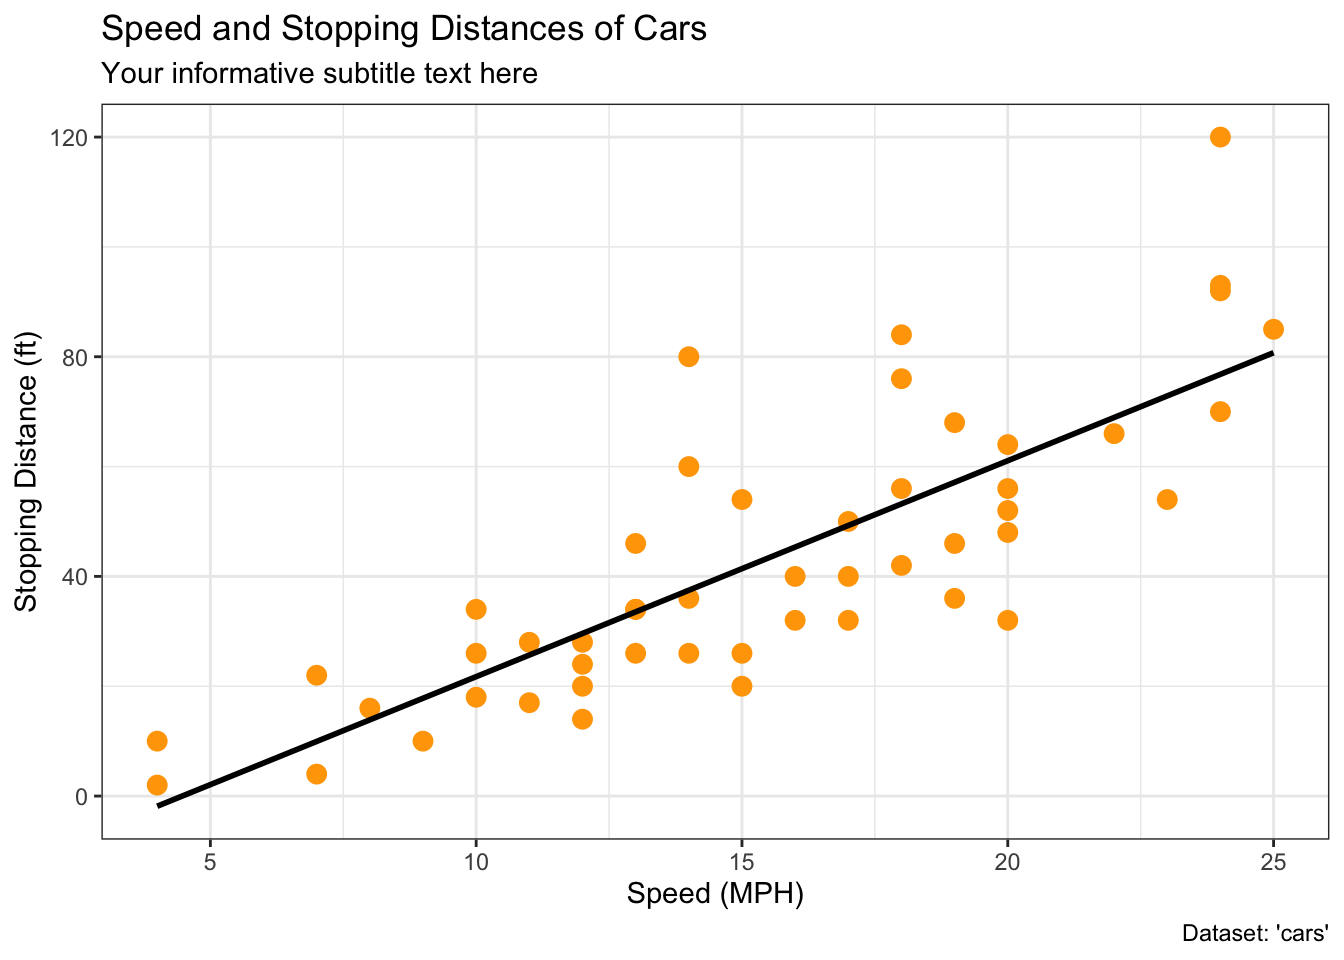 Speed and Stopping Distances of Cars
Your informative subtitle text here
Stopping Distance (ft)
120
80
40
0
5 10 15 20 25
Speed (MPH)
Dataset: 'cars'